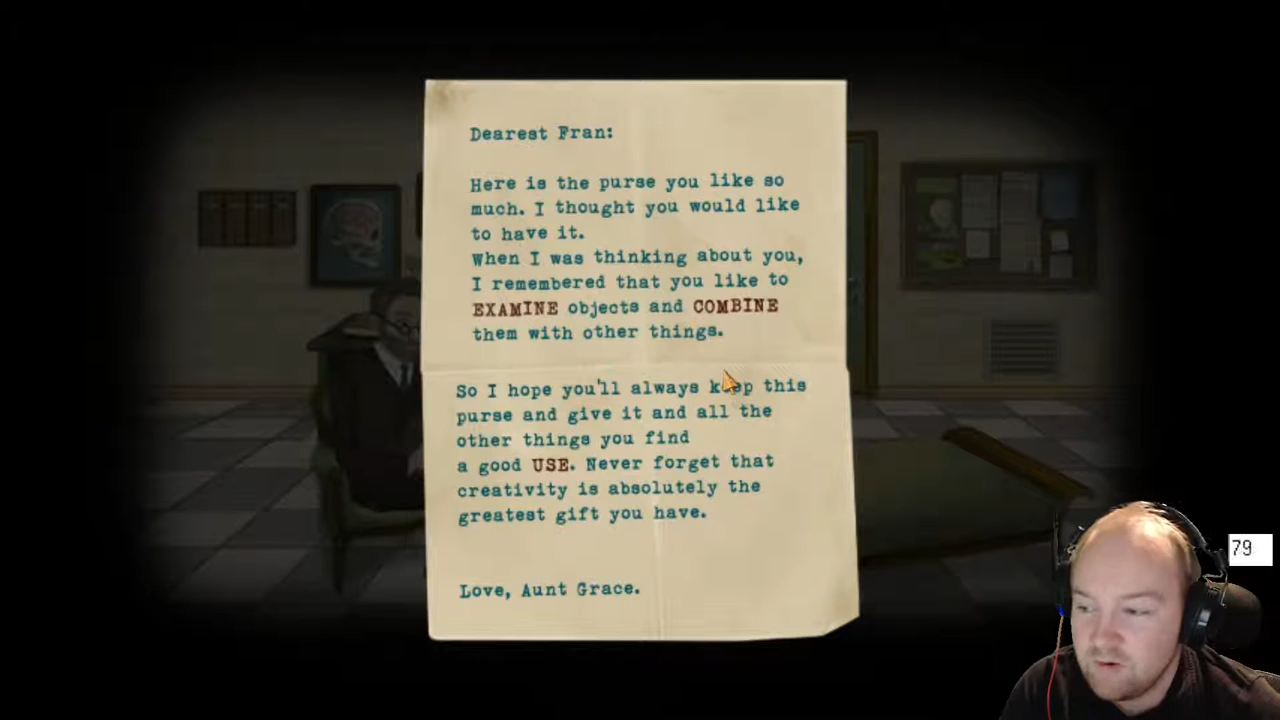 Dearest Fran:
Here is the purse you like so
much. I thought you would like
to have it.
When I was thinking about you,
I remembered that you like to
EXAMINE objects and COMBINE
them with other things.
So I hope you'll always keep this
purse and give it and all the
other things you find
a good USE. Never forget that
creativity is absolutely the
greatest gift you have.
Love, Aunt Grace.
79